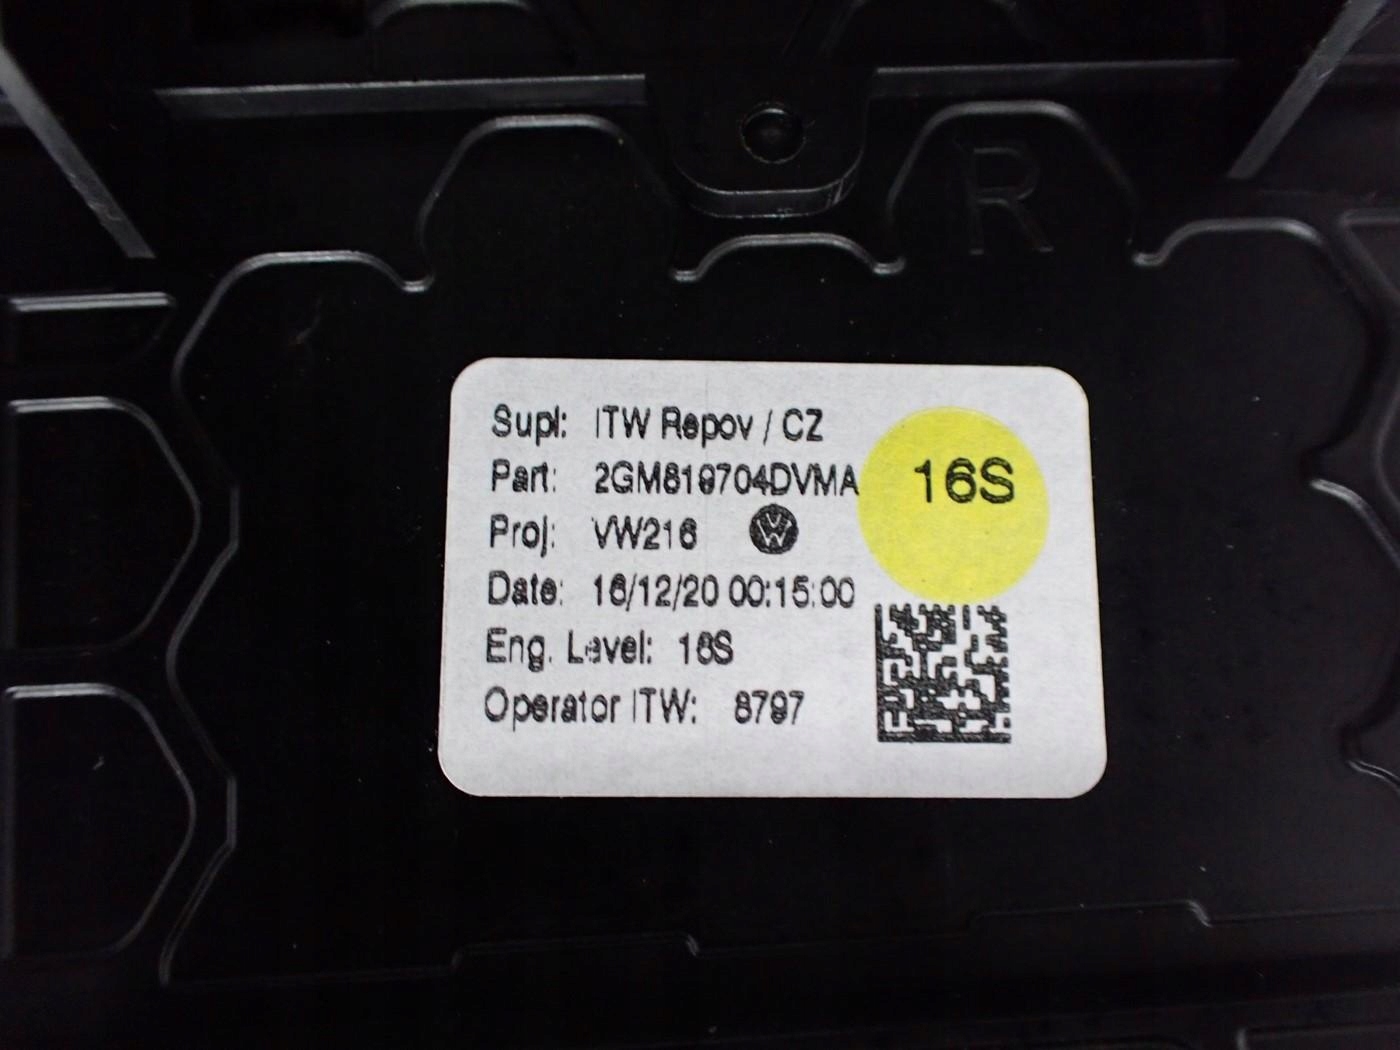 R
Supl: ITW Repov / CZ
Part: 2GM819704DVMA
16S
Proj: VW216
Date: 16/12/20 00:15:00
Eng. Level: 16S
Operator ITW: 8797